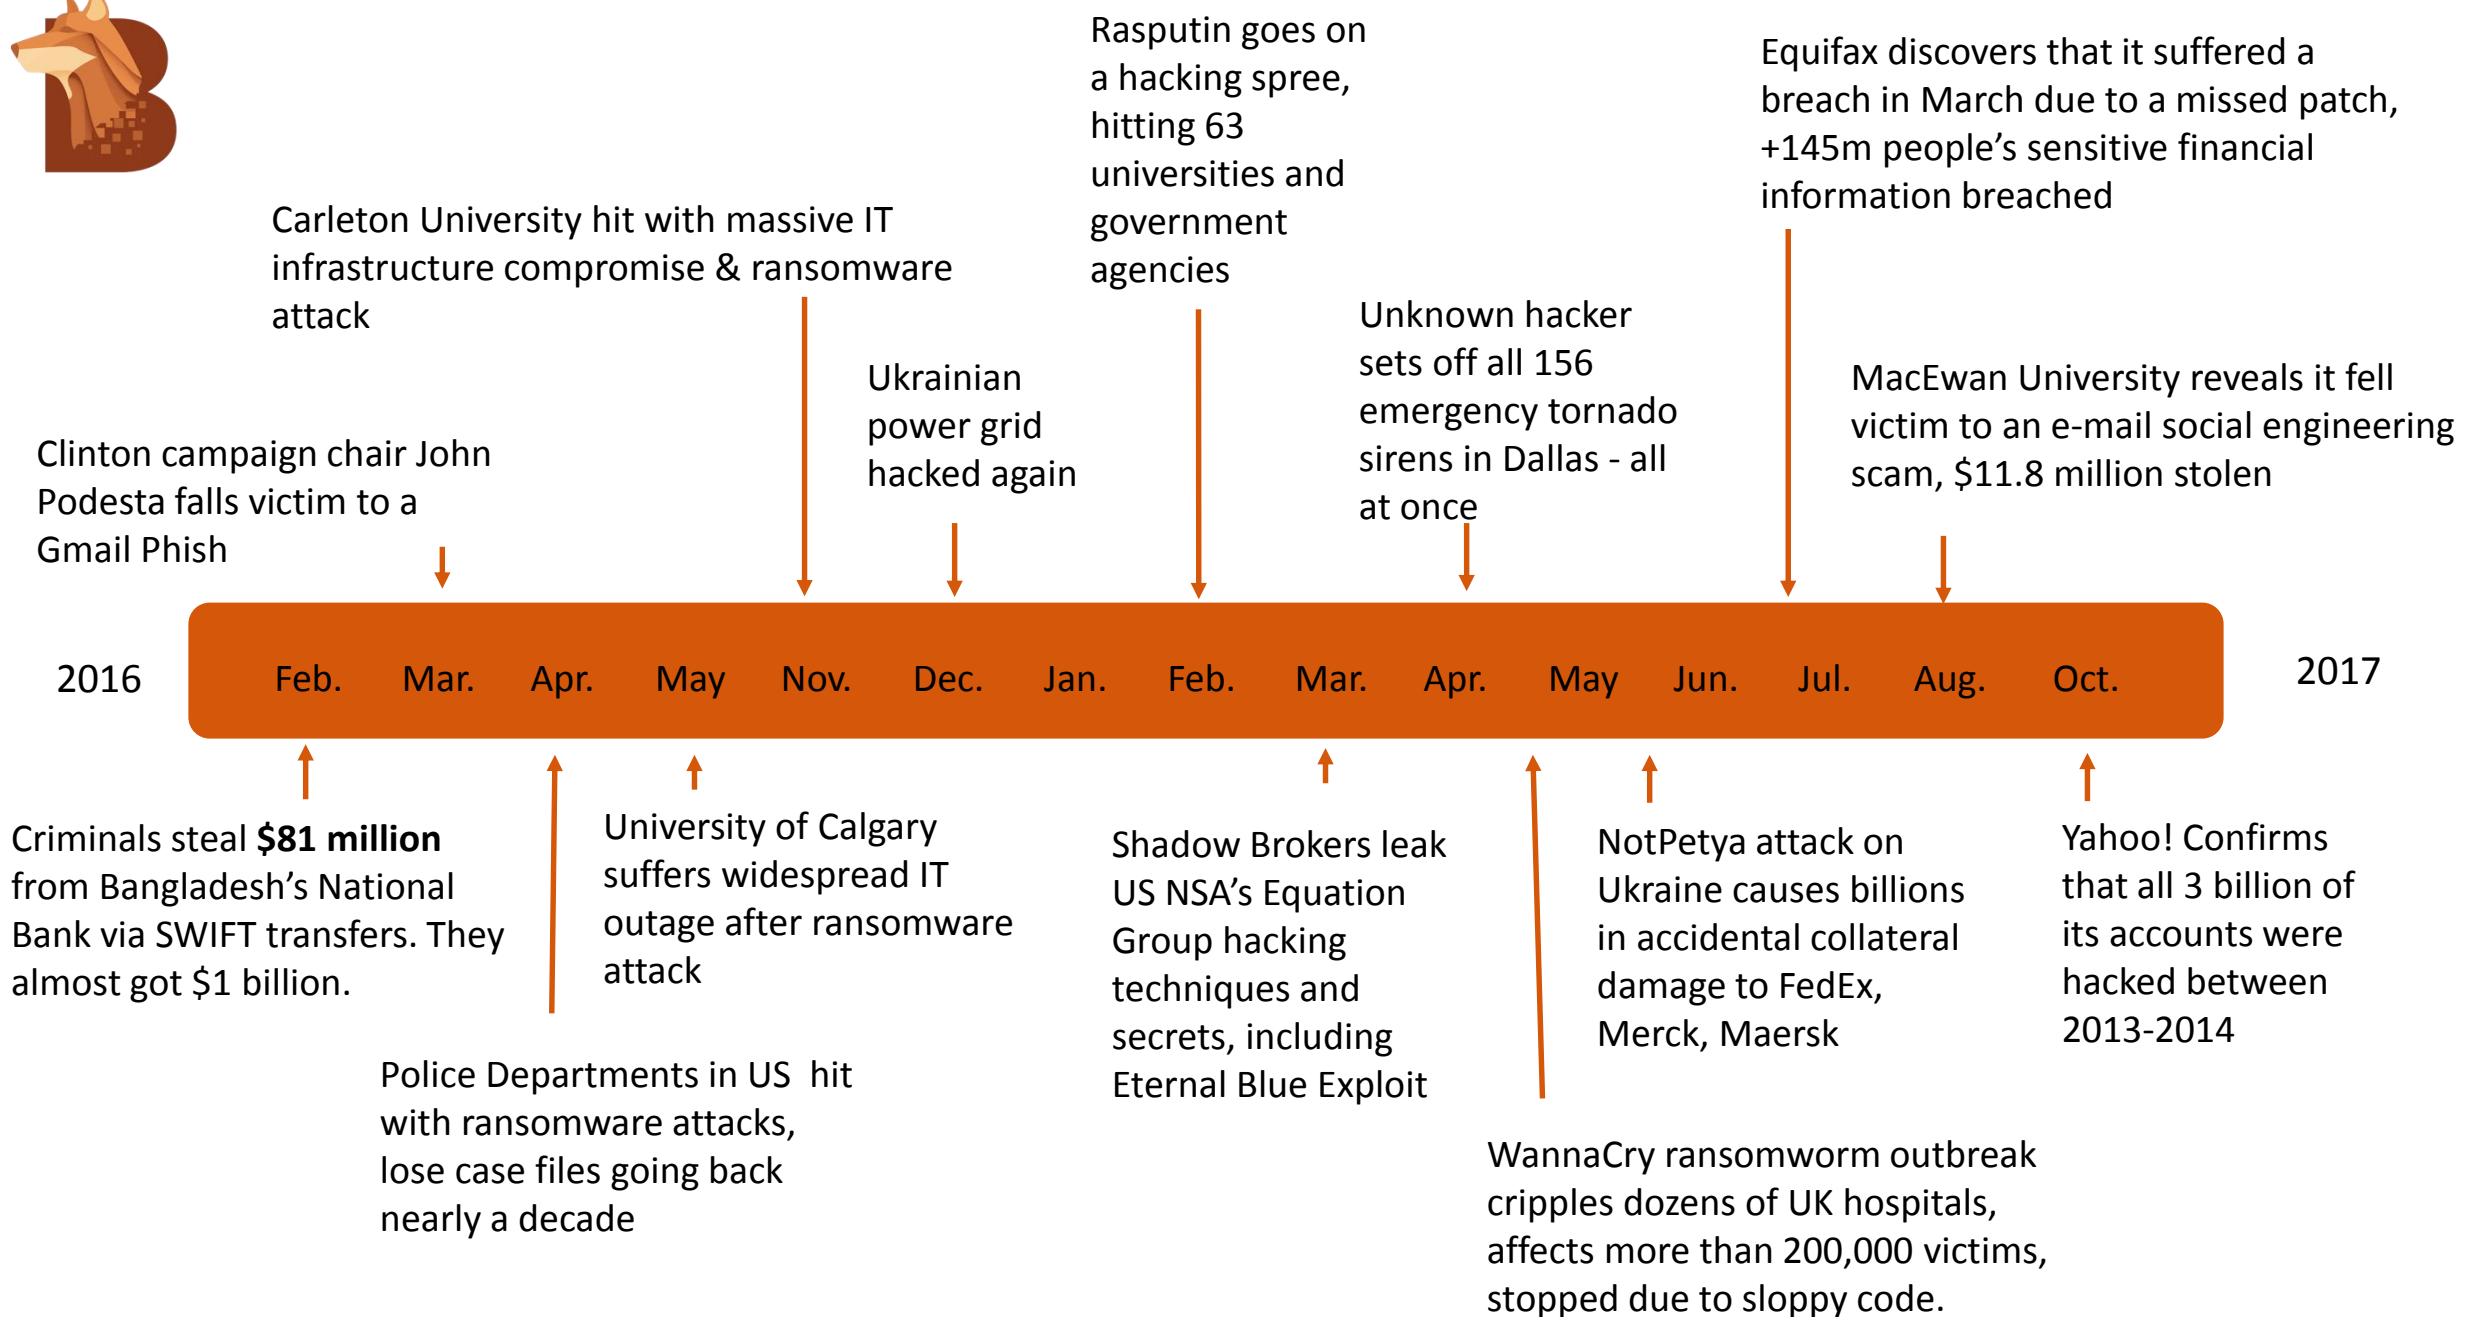 B
Rasputin goes on
a hacking spree,
hitting 63
universities and
government
agencies
Equifax discovers that it suffered a
breach in March due to a missed patch,
+145m people’s sensitive financial
information breached
Carleton University hit with massive IT
infrastructure compromise & ransomware
attack
Unknown hacker
sets off all 156
emergency tornado
sirens in Dallas - all
at once
Ukrainian
power grid
hacked again
MacEwan University reveals it fell
victim to an e-mail social engineering
scam, $11.8 million stolen
Clinton campaign chair John
Podesta falls victim to a
Gmail Phish
2016 Feb. Mar. Apr. May Nov. Dec. Jan. Feb. Mar. Apr. May Jun. Jul. Aug. Oct. 2017
Criminals steal $81 million
from Bangladesh’s National
Bank via SWIFT transfers. They
almost got $1 billion.
University of Calgary
suffers widespread IT
outage after ransomware
attack
Shadow Brokers leak
US NSA’s Equation
Group hacking
techniques and
secrets, including
Eternal Blue Exploit
NotPetya attack on
Ukraine causes billions
in accidental collateral
damage to FedEx,
Merck, Maersk
Yahoo! Confirms
that all 3 billion of
its accounts were
hacked between
2013-2014
Police Departments in US  hit
with ransomware attacks,
lose case files going back
nearly a decade
WannaCry ransomworm outbreak
cripples dozens of UK hospitals,
affects more than 200,000 victims,
stopped due to sloppy code.